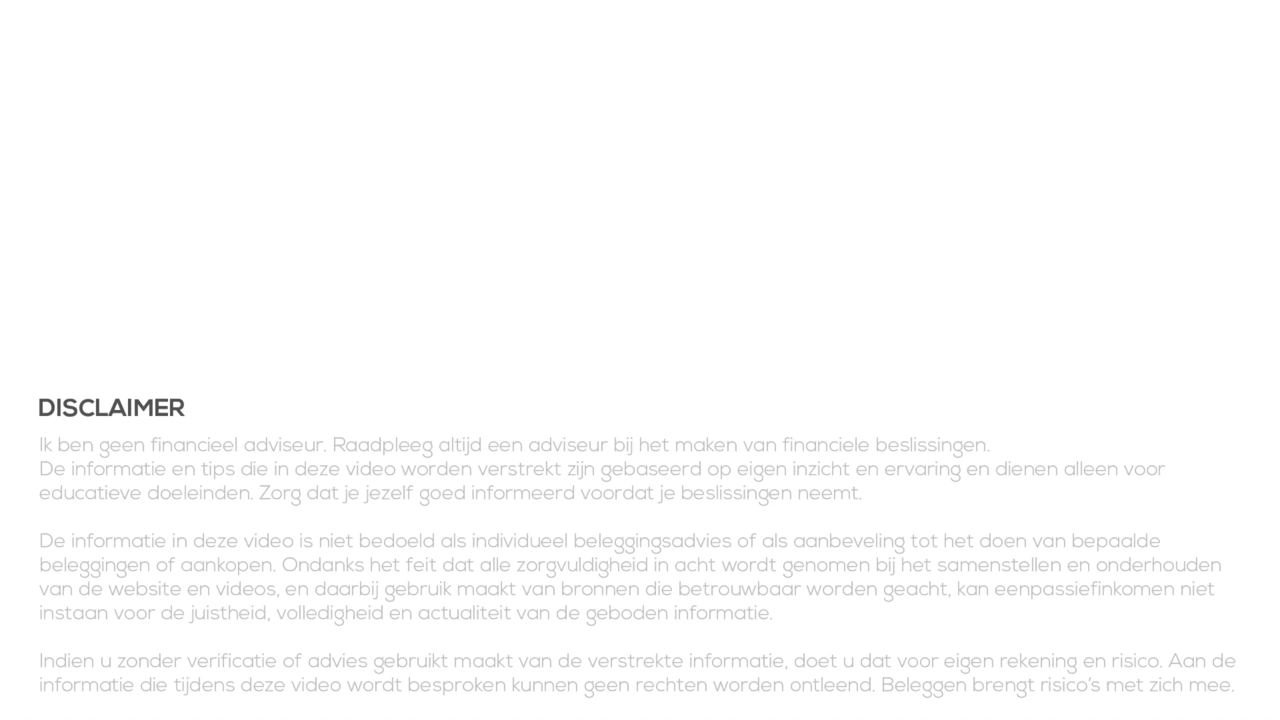 DISCLAIMER
Ik ben geen financieel adviseur. Raadpleeg altijd een adviseur bij het maken van financiele beslissingen.
De informatie en tips die in deze video worden verstrekt zijn gebaseerd op eigen inzicht en ervaring en dienen alleen voor
educatieve doeleinden. Zorg dat je jezelf goed informeerd voordat je beslissingen neemt.
De informatie in deze video is niet bedoeld als individueel beleggingsadvies of als aanbeveling tot het doen van bepaalde
beleggingen of aankopen. Ondanks het feit dat alle zorgvuldigheid in acht wordt genomen bij het samenstellen en onderhouden
van de website en videos, en daarbij gebruik maakt van bronnen die betrouwbaar worden geacht, kan eenpassiefinkomen niet
instaan voor de juistheid, volledigheid en actualiteit van de geboden informatie.
Indien u zonder verificatie of advies gebruikt maakt van de verstrekte informatie, doet u dat voor eigen rekening en risico. Aan de
informatie die tijdens deze video wordt besproken kunnen geen rechten worden ontleend. Beleggen brengt risico's met zich mee.